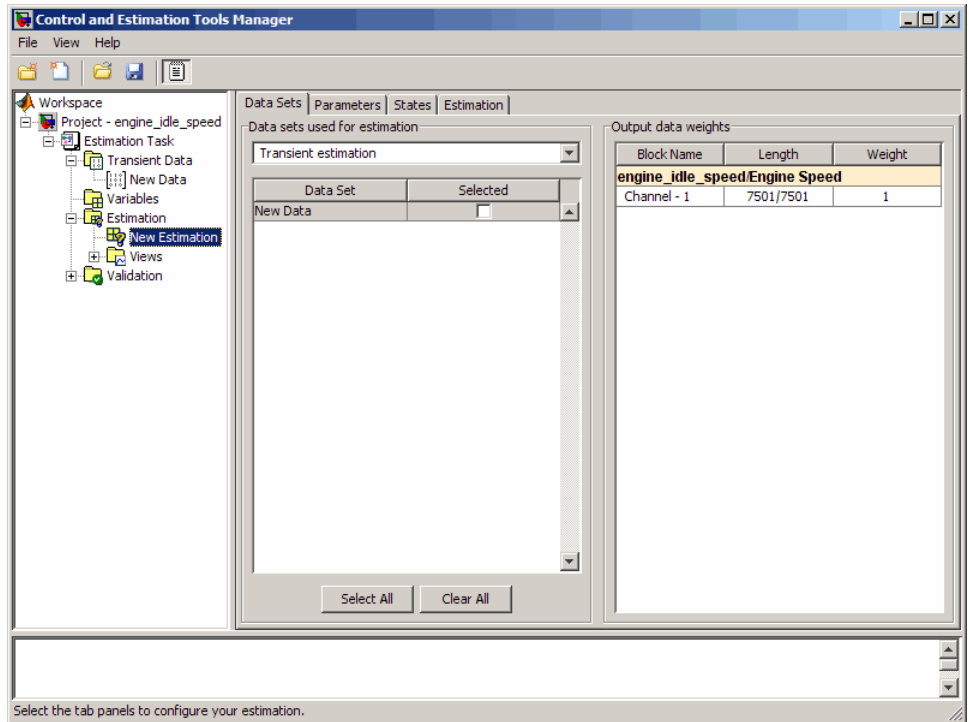 Control and Estimation Tools Manager
File View Help
Workspace
Project - engine_idle_speed
Estimation Task
Transient Data
New Data
Variables
Estimation
New Estimation
Views
Validation
Data Sets Parameters States Estimation
Data sets used for estimation
Transient estimation
Data Set Selected
New Data
Select All Clear All
Output data weights
Block Name Length Weight
engine_idle_speed/Engine Speed
Channel - 1 7501/7501 1
Select the tab panels to configure your estimation.